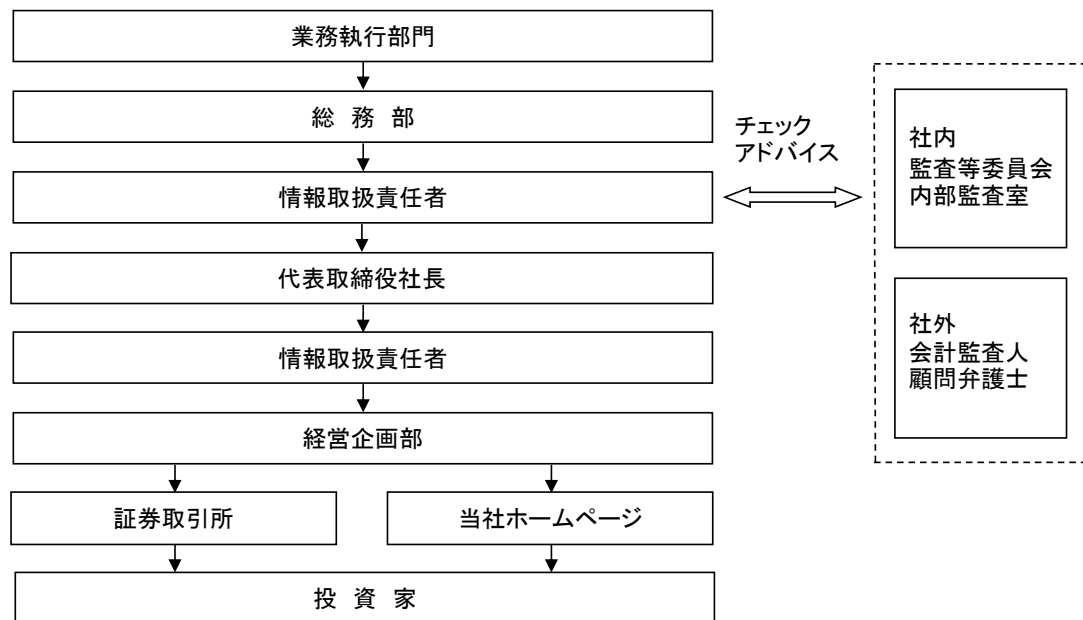 業務執行部門
総 務 部
情報取扱責任者
代表取締役社長
情報取扱責任者
経営企画部
証券取引所
当社ホームページ
投 資 家
チェック
アドバイス
社内
監査等委員会
内部監査室
社外
会計監査人
顧問弁護士